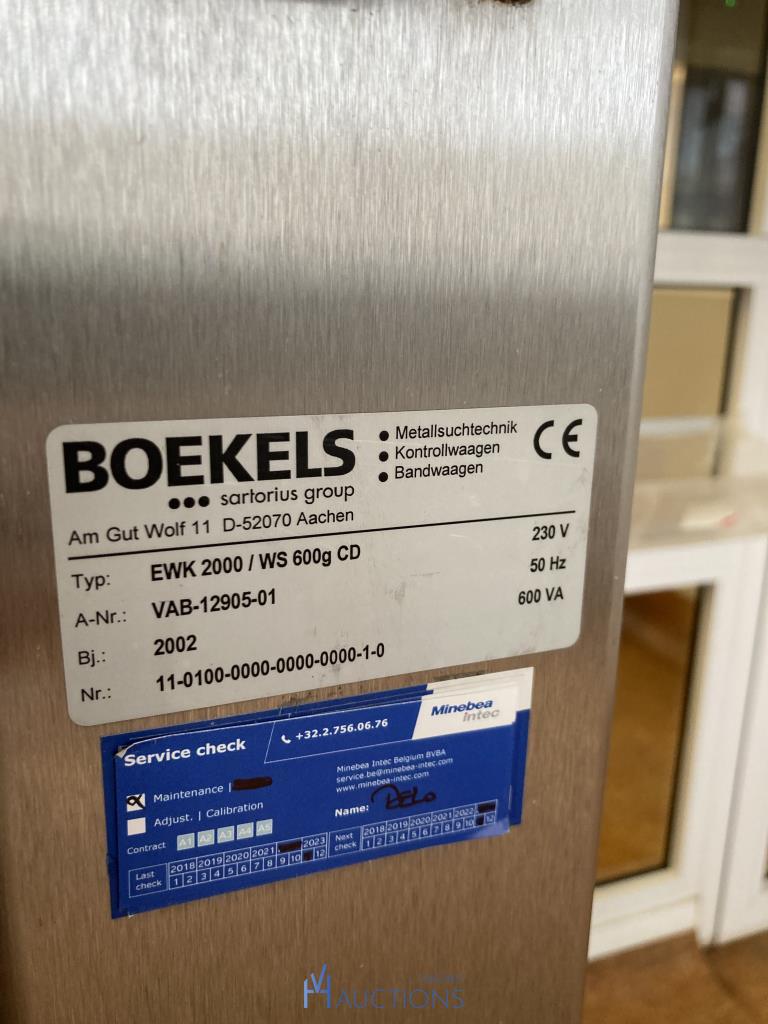 BOEKELS
sartorius group
Am Gut Wolf 11 D-52070 Aachen
Metallsuchtechnik
Kontrollwaagen
Bandwaagen
CE
Typ: EWK 2000 / WS 600g CD
230 V
A-Nr.: VAB-12905-01
50 Hz
Bj.: 2002
600 VA
Nr.: 11-0100-0000-0000-0000-1-0
Service check
+32.2.756.06.76
Minebea
Intec
Minebea Intec Belgium BVBA
service.be@minebea-intec.com
www.minebea-intec.com
Maintenance |
Adjust. | Calibration
Name:
Contract A1 A2 A3 A4 A5
Last check
2018 2019 2020 2021 2023
1 2 3 4 5 6 7 8 9 10 12
Next check
2018 2019 2020 2021 2022
1 2 3 4 5 6 7 8 9 10 12
AUCTIONS